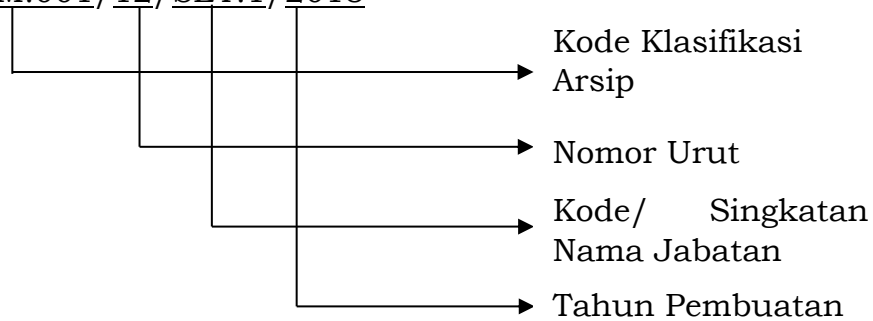 Kode Klasifikasi
Arsip
Nomor Urut
Kode/ Singkatan
Nama Jabatan
Tahun Pembuatan